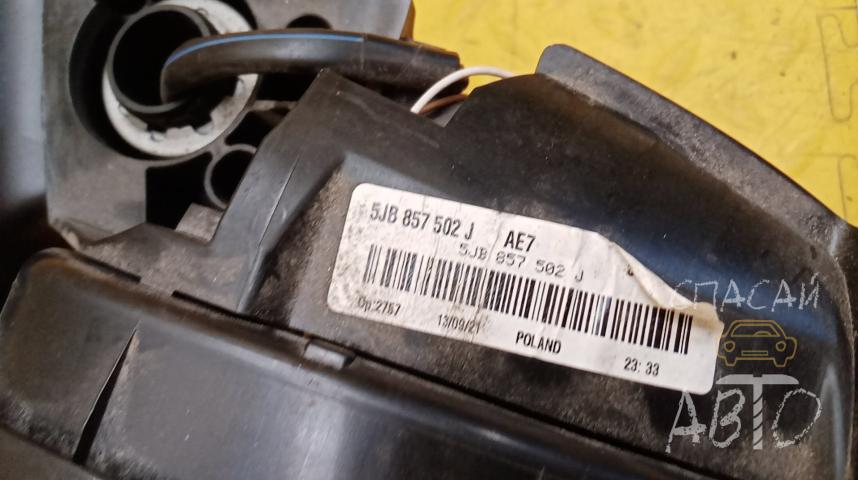 5JB 857 502 J AE7
5JB 857 502 J
Op:2757 13/09/21 POLAND 23:33
СПАСАЙ
АВТО